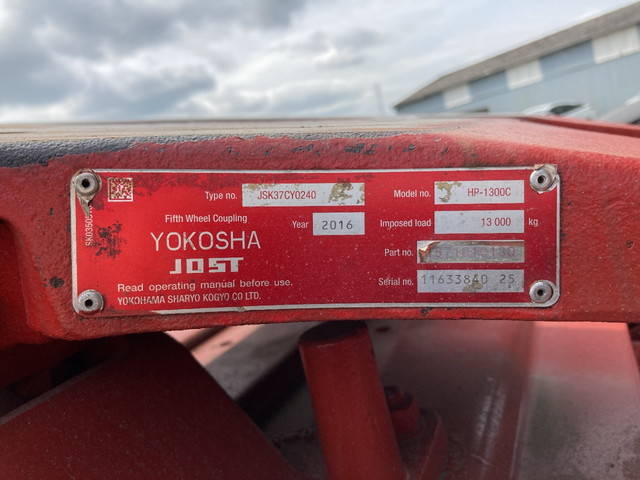 Type no. JSK37CY0240
Model no. HP-1300C
Fifth Wheel Coupling
Year 2016
Imposed load 13 000 kg
YOKOSHA
JOST
Part no.
Serial no. 11633840 25
Read operating manual before use.
YOKOHAMA SHARYO KOGYO CO LTD.